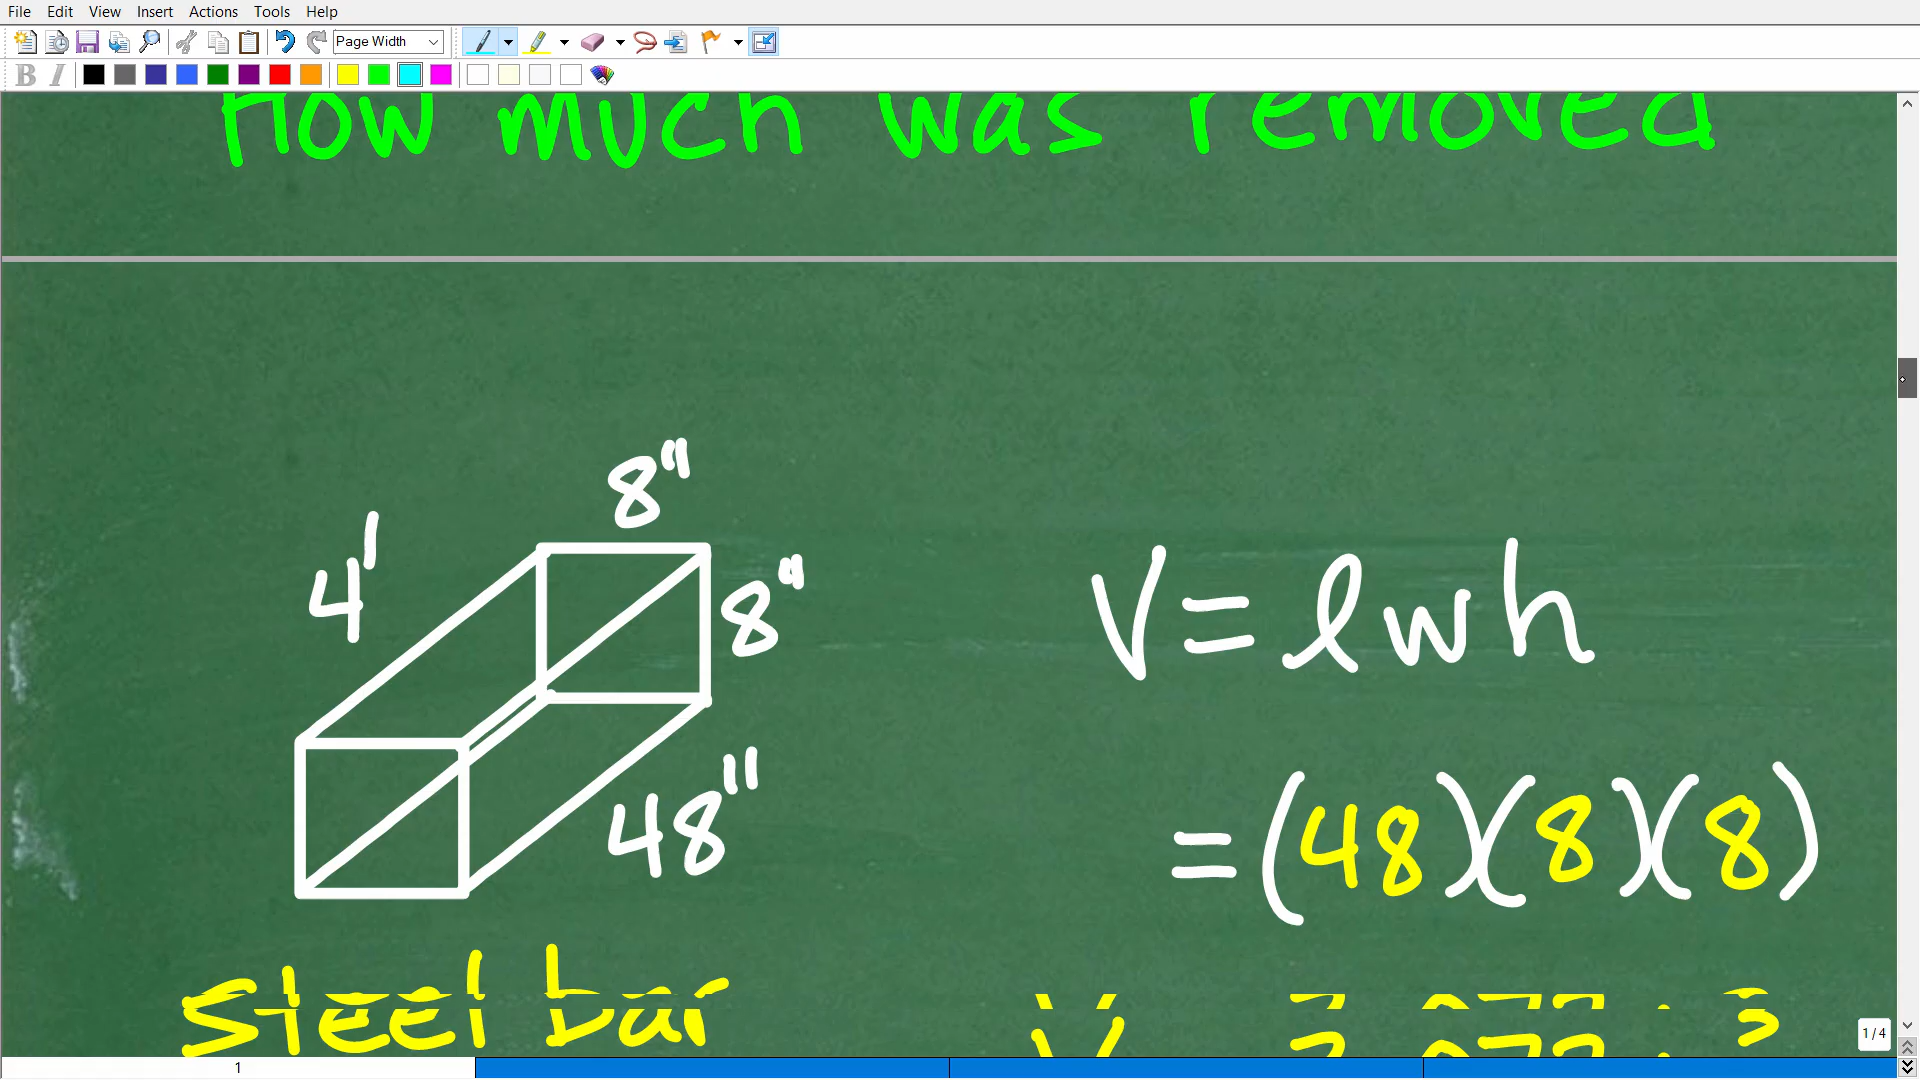 File Edit View Insert Actions Tools Help
Page Width
B I
How much was removed
8"
4'
8"
V = lwh
48"
= (48)(8)(8)
Steel bar
1 / 4
1